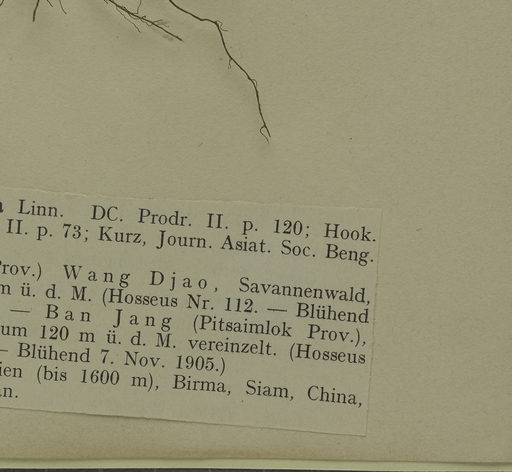 Linn. DC. Prodr. II. p. 120; Hook.
II. p. 73; Kurz, Journ. Asiat. Soc. Beng.
rov.) Wang Djao, Savannenwald,
m ü. d. M. (Hosseus Nr. 112. — Blühend
— Ban Jang (Pitsaimlok Prov.),
um 120 m ü. d. M. vereinzelt. (Hosseus
— Blühend 7. Nov. 1905.)
ien (bis 1600 m), Birma, Siam, China,
n.